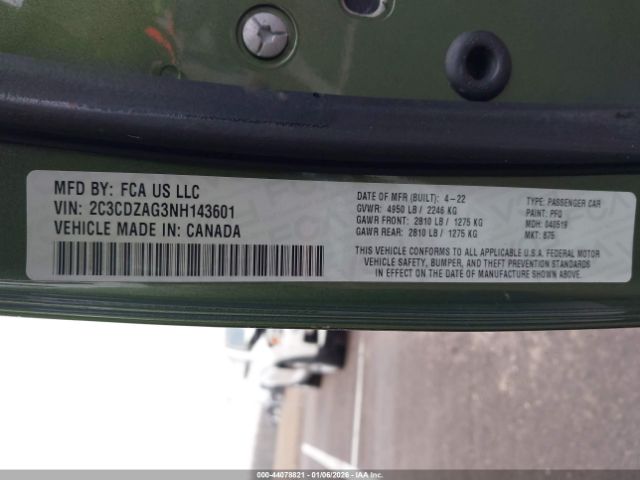 MFD BY: FCA US LLC
VIN: 2C3CDZAG3NH143601
VEHICLE MADE IN: CANADA
DATE OF MFR (BUILT): 4-22
GVWR: 4950 LB / 2246 KG
GAWR FRONT: 2810 LB / 1275 KG
GAWR REAR: 2810 LB / 1275 KG
TYPE: PASSENGER CAR
PAINT: PFQ
MDH: 040519
MKT: 875
THIS VEHICLE CONFORMS TO ALL APPLICABLE U.S.A. FEDERAL MOTOR
VEHICLE SAFETY, BUMPER, AND THEFT PREVENTION STANDARDS
IN EFFECT ON THE DATE OF MANUFACTURE SHOWN ABOVE.
000-44078821 - 01/06/2026 - IAA Inc.